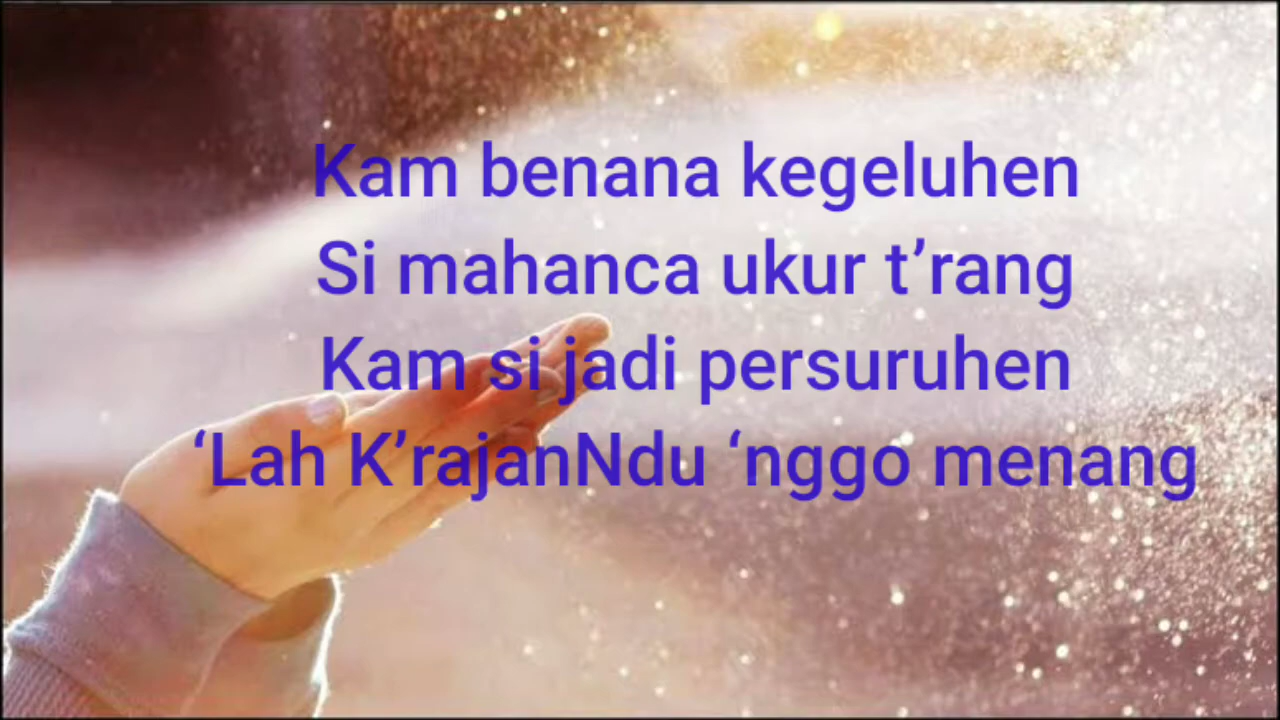 Kam benana kegeluhen
Si mahanca ukur t’rang
Kam si jadi persuruhen
‘Lah K’rajanNdu ‘nggo menang